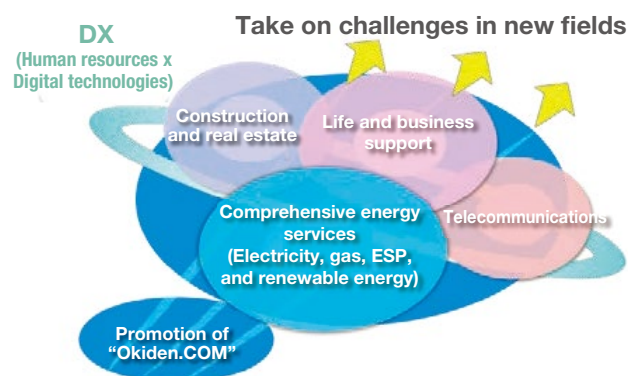 DX
(Human resources x
Digital technologies)
Take on challenges in new fields
Construction
and real estate
Life and business
support
Telecommunications
Comprehensive energy
services
(Electricity, gas, ESP,
and renewable energy)
Promotion of
“Okiden.COM”